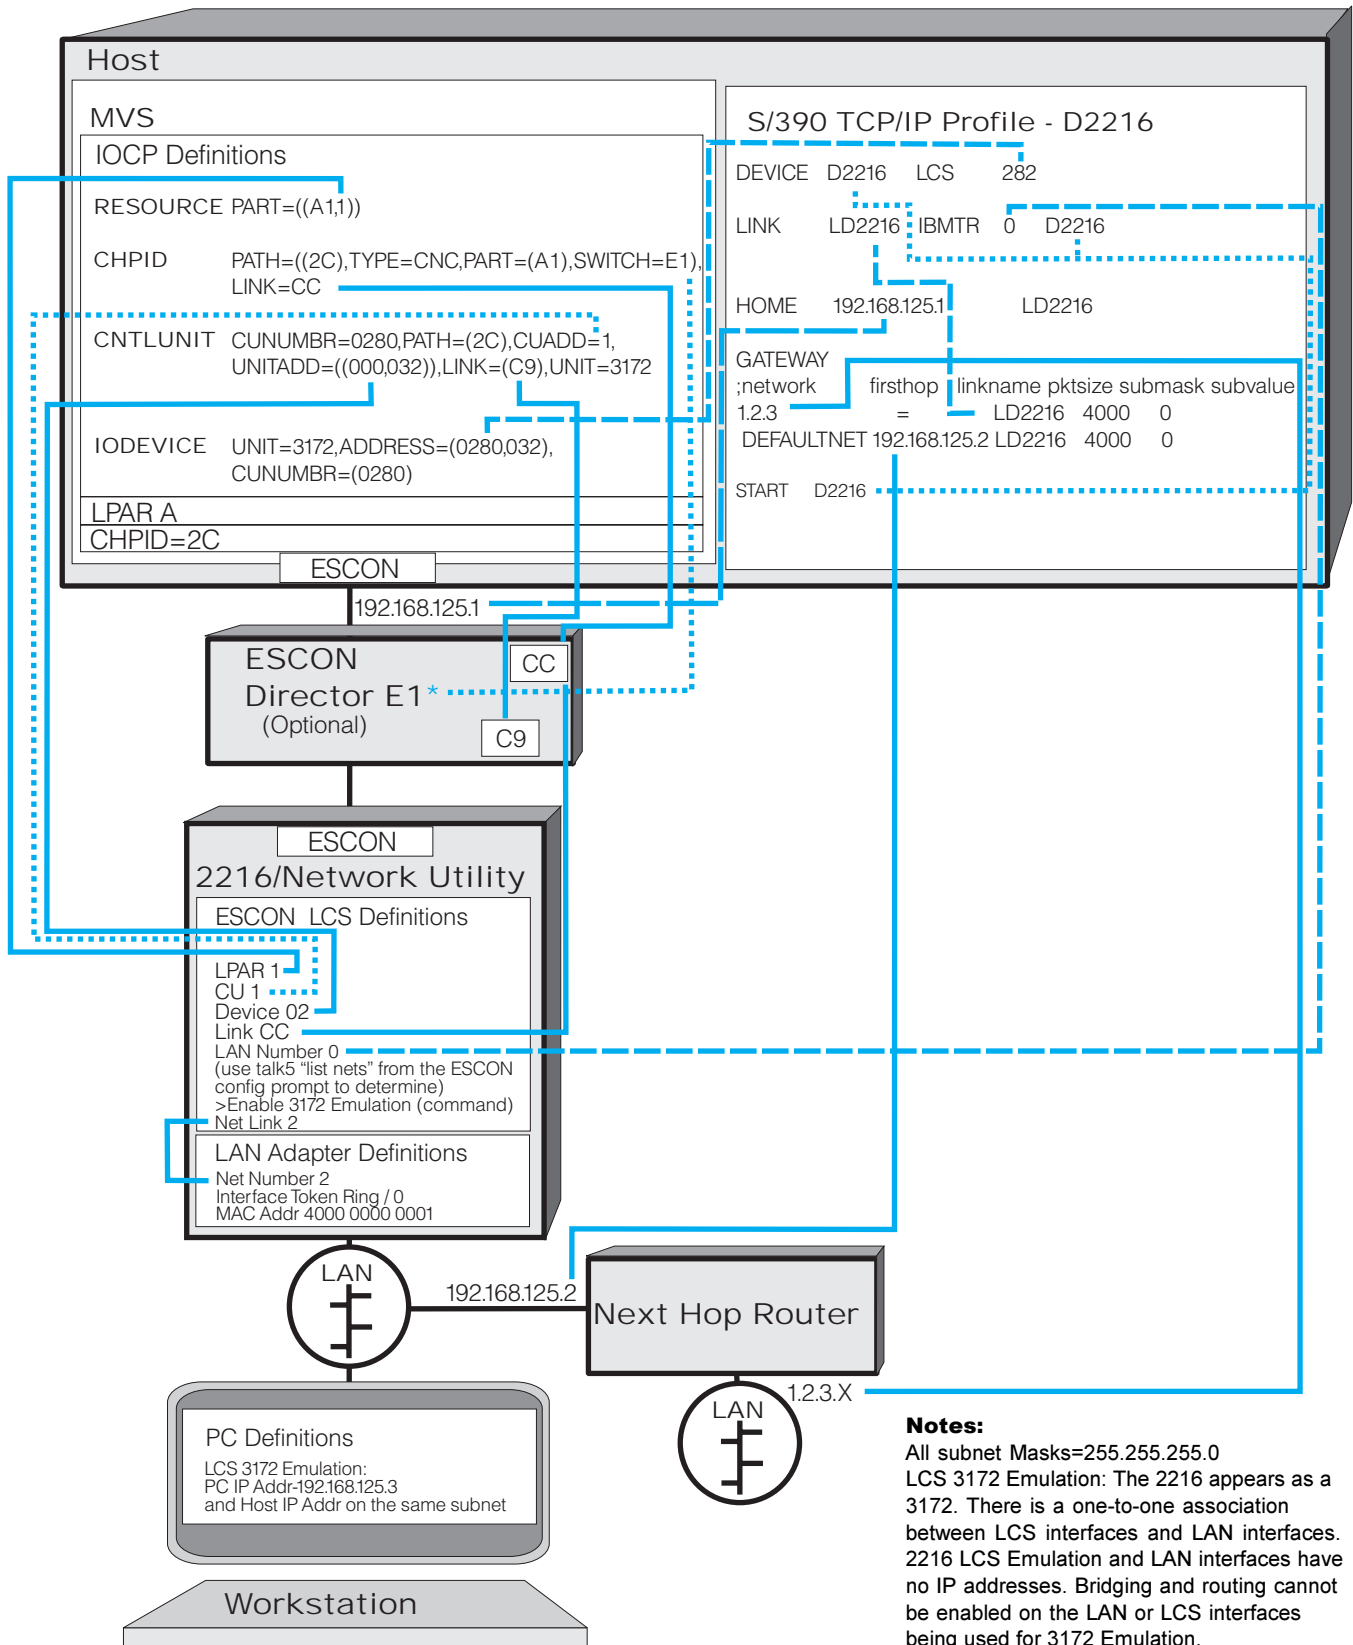 Host
MVS
IOCP Definitions
RESOURCE PART=((A1,1))
CHPID PATH=((2C),TYPE=CNC,PART=(A1),SWITCH=E1),
LINK=CC
CNTLUNIT CUNUMBR=0280,PATH=(2C),CUADD=1,
UNITADD=((000,032)),LINK=(C9),UNIT=3172
IODEVICE UNIT=3172,ADDRESS=(0280,032),
CUNUMBR=(0280)
LPAR A
CHPID=2C
ESCON
S/390 TCP/IP Profile - D2216
DEVICE D2216 LCS 282
LINK LD2216 IBMTR 0 D2216
HOME 192.168.125.1 LD2216
GATEWAY
;network firsthop linkname pktsize submask subvalue
1.2.3 = LD2216 4000 0
DEFAULTNET 192.168.125.2 LD2216 4000 0
START D2216
192.168.125.1
ESCON
Director E1*
(Optional)
CC
C9
ESCON
2216/Network Utility
ESCON LCS Definitions
LPAR 1
CU 1
Device 02
Link CC
LAN Number 0
(use talk5 “list nets” from the ESCON
config prompt to determine)
>Enable 3172 Emulation (command)
Net Link 2
LAN Adapter Definitions
Net Number 2
Interface Token Ring / 0
MAC Addr 4000 0000 0001
LAN
192.168.125.2
Next Hop Router
LAN
1.2.3.X
PC Definitions
LCS 3172 Emulation:
PC IP Addr-192.168.125.3
and Host IP Addr on the same subnet
Workstation
Notes:
All subnet Masks=255.255.255.0
LCS 3172 Emulation: The 2216 appears as a
3172. There is a one-to-one association
between LCS interfaces and LAN interfaces.
2216 LCS Emulation and LAN interfaces have
no IP addresses. Bridging and routing cannot
be enabled on the LAN or LCS interfaces
being used for 3172 Emulation.